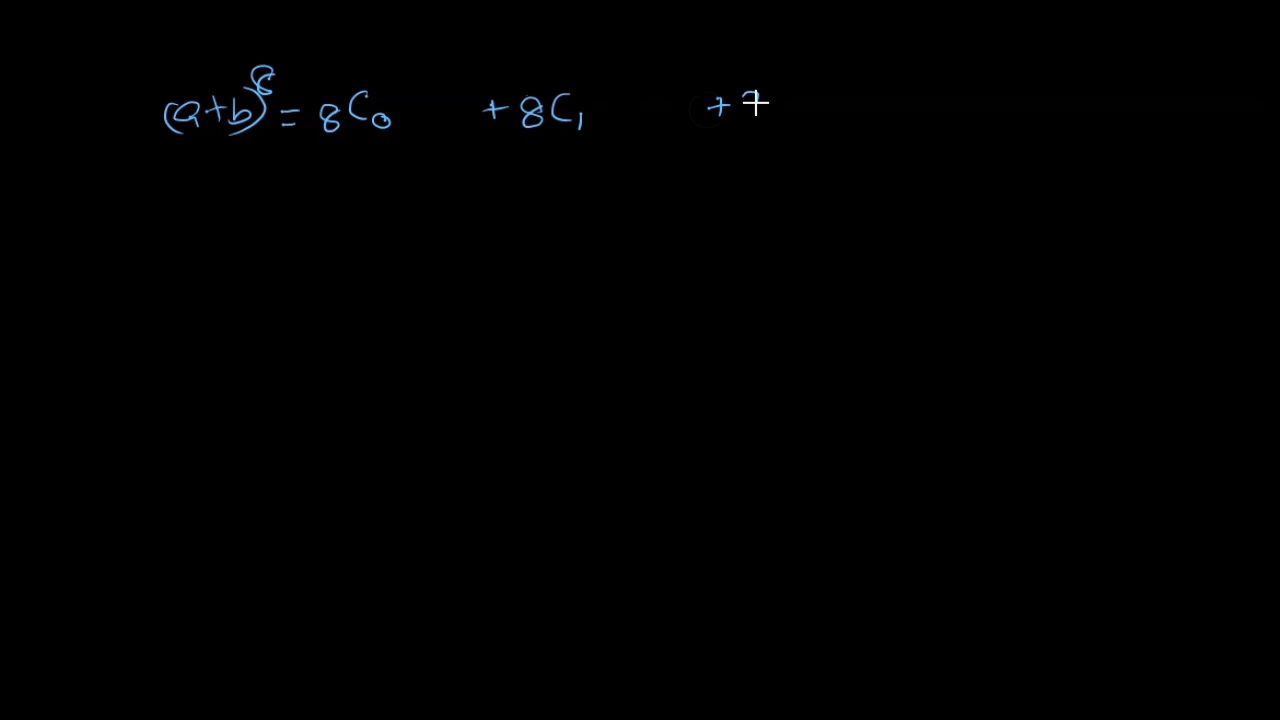 (a+b)⁸ = 8C₀ + 8C₁ +